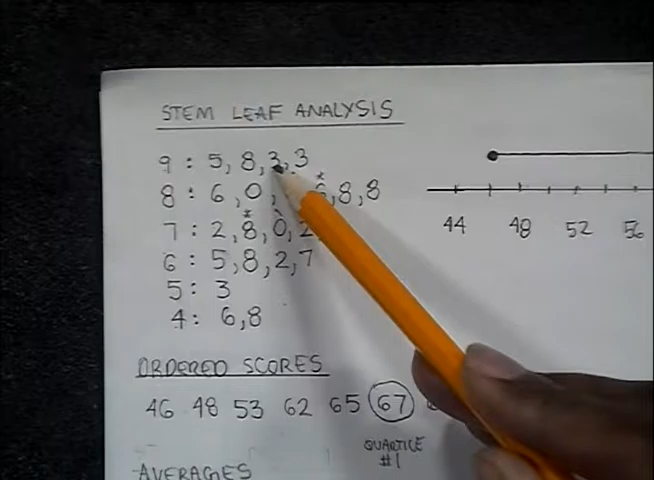 STEM LEAF ANALYSIS
9 : 5, 8, 3, 3
8 : 6, 0, 6, 8, 8
7 : 2, 8, 0, 2
6 : 5, 8, 2, 7
5 : 3
4 : 6, 8
44 48 52 56
ORDERED SCORES
46 48 53 62 65 67
QUARTILE
#1
AVERAGES